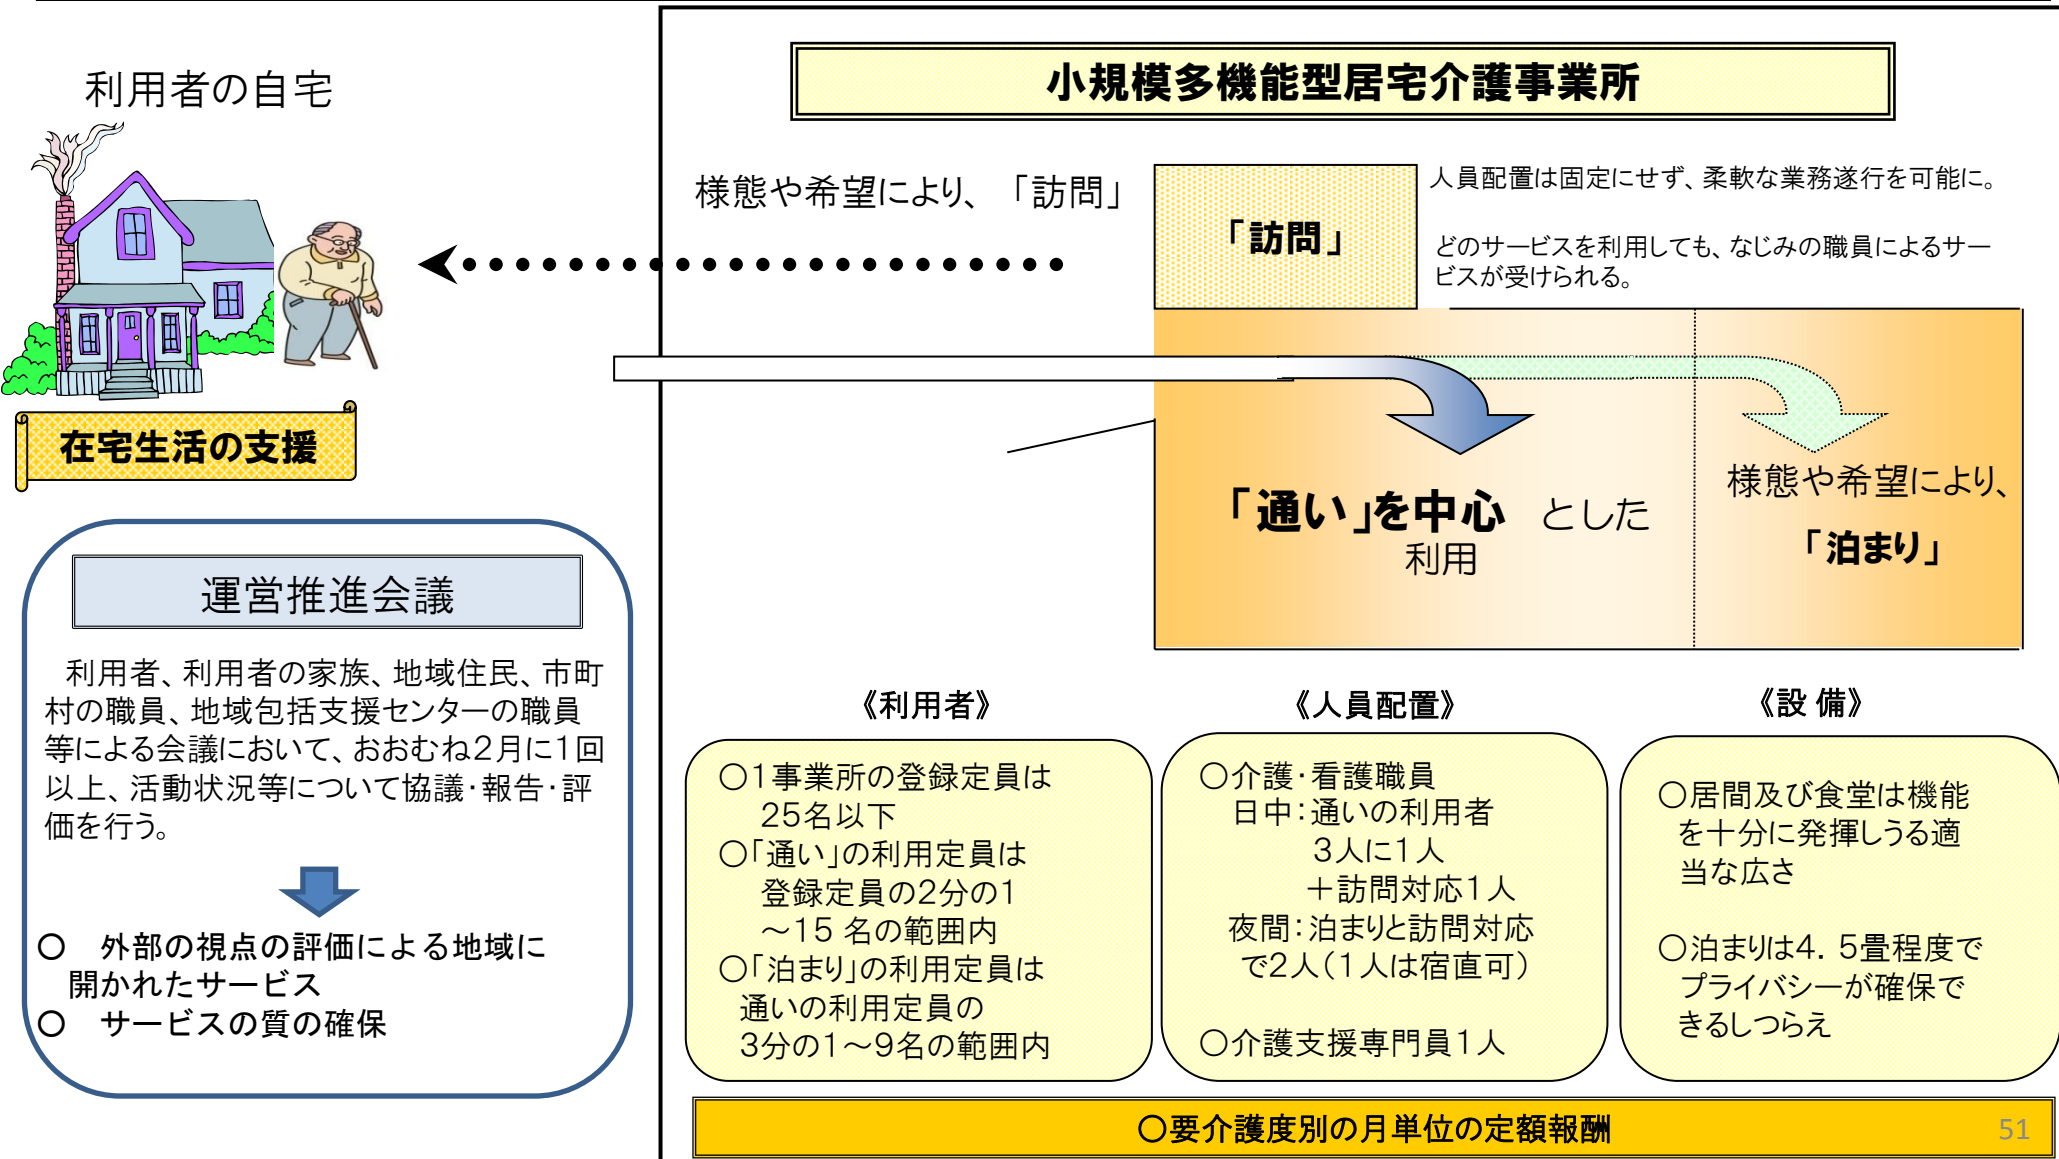 小規模多機能型居宅介護事業所
利用者の自宅
様態や希望により、「訪問」
「訪問」
人員配置は固定にせず、柔軟な業務遂行を可能に。
どのサービスを利用しても、なじみの職員によるサー
ビスが受けられる。
在宅生活の支援
「通い」を中心 とした
利用
様態や希望により、
「泊まり」
運営推進会議
利用者、利用者の家族、地域住民、市町
村の職員、地域包括支援センターの職員
等による会議において、おおむね2月に1回
以上、活動状況等について協議・報告・評
価を行う。
○ 外部の視点の評価による地域に
開かれたサービス
○ サービスの質の確保
《利用者》
○1事業所の登録定員は
25名以下
○「通い」の利用定員は
登録定員の2分の1
～15 名の範囲内
○「泊まり」の利用定員は
通いの利用定員の
3分の1～9名の範囲内
《人員配置》
○介護・看護職員
日中：通いの利用者
3人に1人
＋訪問対応1人
夜間：泊まりと訪問対応
で2人（1人は宿直可）
○介護支援専門員1人
《設 備》
○居間及び食堂は機能
を十分に発揮しうる適
当な広さ
○泊まりは4．5畳程度で
プライバシーが確保で
きるしつらえ
○要介護度別の月単位の定額報酬
51